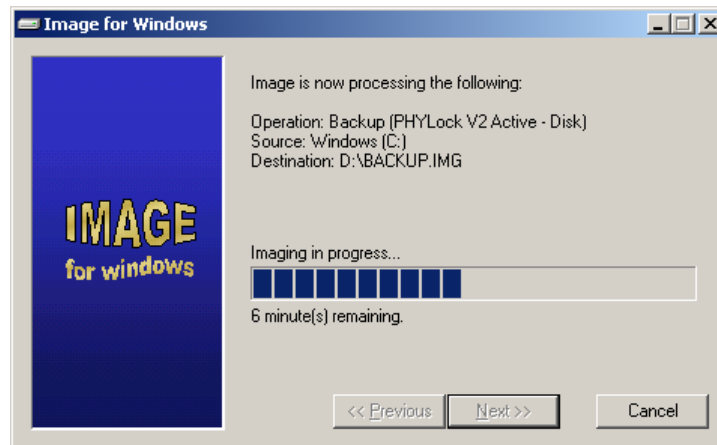 Image for Windows
Image is now processing the following:
Operation: Backup (PHYLock V2 Active - Disk)
Source: Windows (C:)
Destination: D:\BACKUP.IMG
IMAGE
for windows
Imaging in progress...
6 minute(s) remaining.
<< Previous
Next >>
Cancel